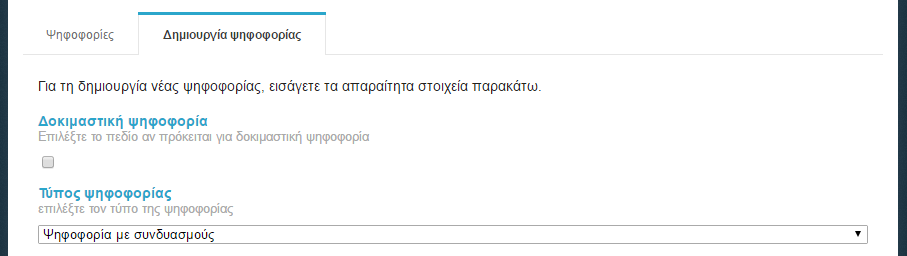 Ψηφοφορίες
Δημιουργία ψηφοφορίας
Για τη δημιουργία νέας ψηφοφορίας, εισάγετε τα απαραίτητα στοιχεία παρακάτω.
Δοκιμαστική ψηφοφορία
Επιλέξτε το πεδίο αν πρόκειται για δοκιμαστική ψηφοφορία
Τύπος ψηφοφορίας
επιλέξτε τον τύπο της ψηφοφορίας
Ψηφοφορία με συνδυασμούς